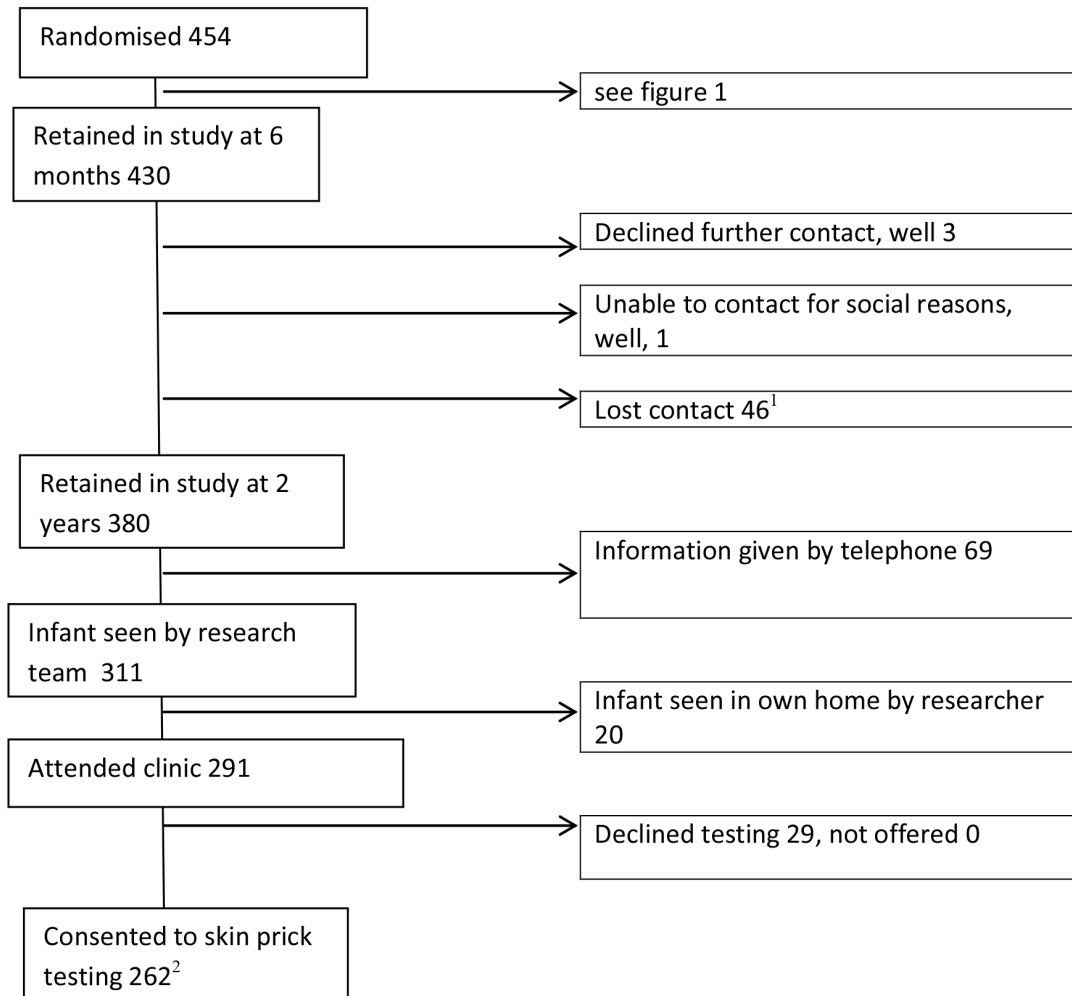 Randomised 454
see figure 1
Retained in study at 6
months 430
Declined further contact, well 3
Unable to contact for social reasons,
well, 1
Lost contact 46¹
Retained in study at 2
years 380
Information given by telephone 69
Infant seen by research
team 311
Infant seen in own home by researcher
20
Attended clinic 291
Declined testing 29, not offered 0
Consented to skin prick
testing 262²